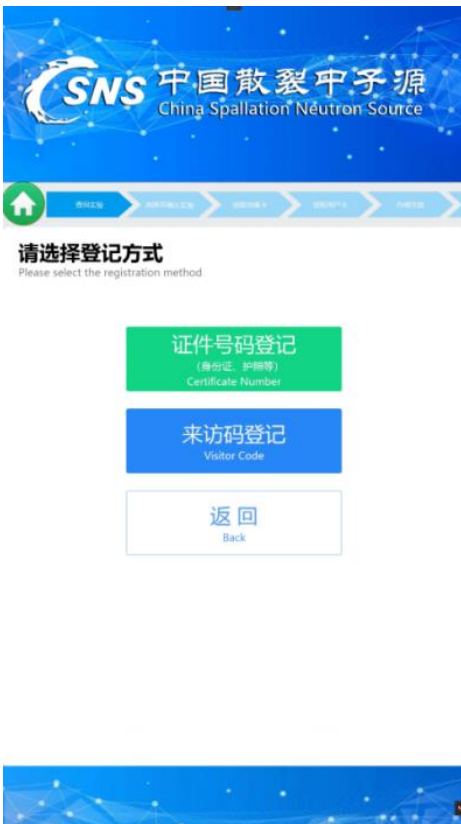 CSNS 中国散裂中子源
China Spallation Neutron Source
请选择登记方式
Please select the registration method
证件号码登记
(身份证、护照等)
Certificate Number
来访码登记
Visitor Code
返回
Back